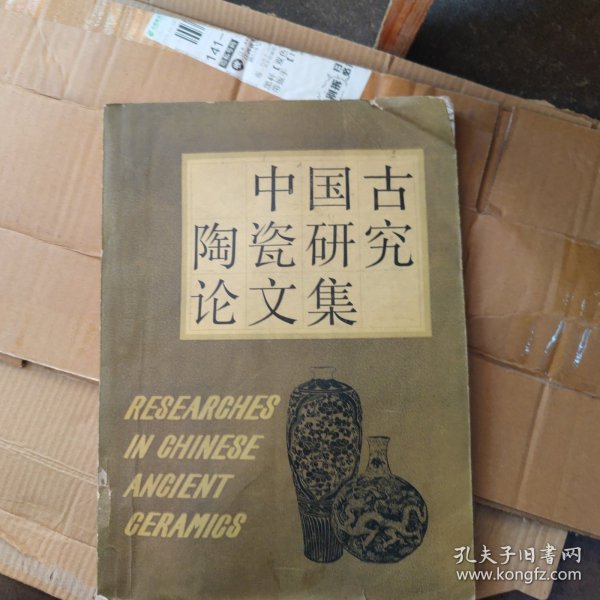 141-
中国古
陶瓷研究
论文集
RESEARCHES
IN CHINESE
ANCIENT
CERAMICS
孔夫子旧书网
www.kongfz.com